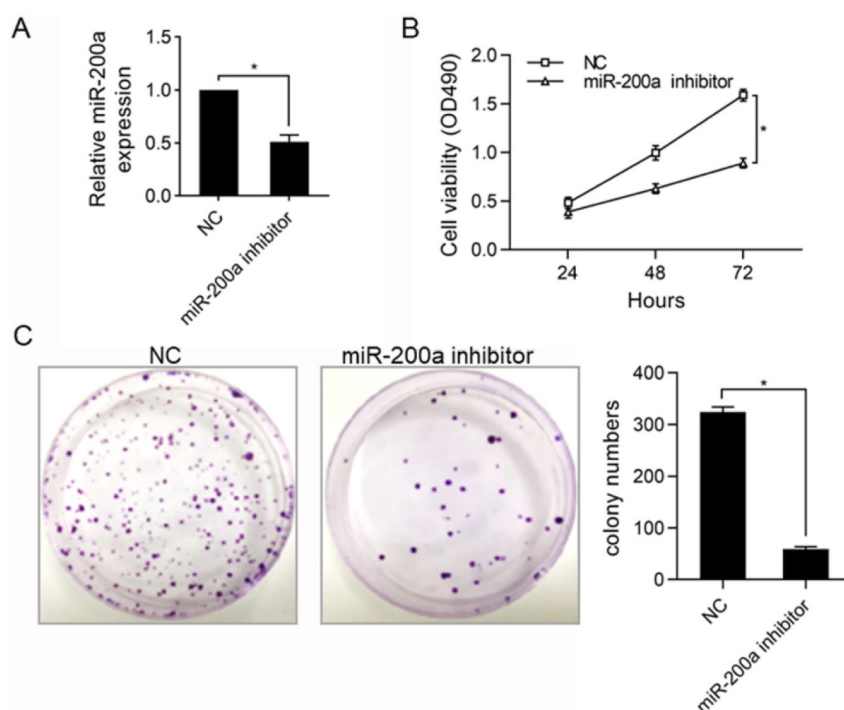 A
Relative miR-200a
expression
1.5
1.0
0.5
0.0
*
NC
miR-200a inhibitor
B
Cell viability (OD490)
2.0
1.5
1.0
0.5
0.0
NC
miR-200a inhibitor
*
24 48 72
Hours
C
NC
miR-200a inhibitor
colony numbers
400
300
200
100
0
*
NC
miR-200a inhibitor